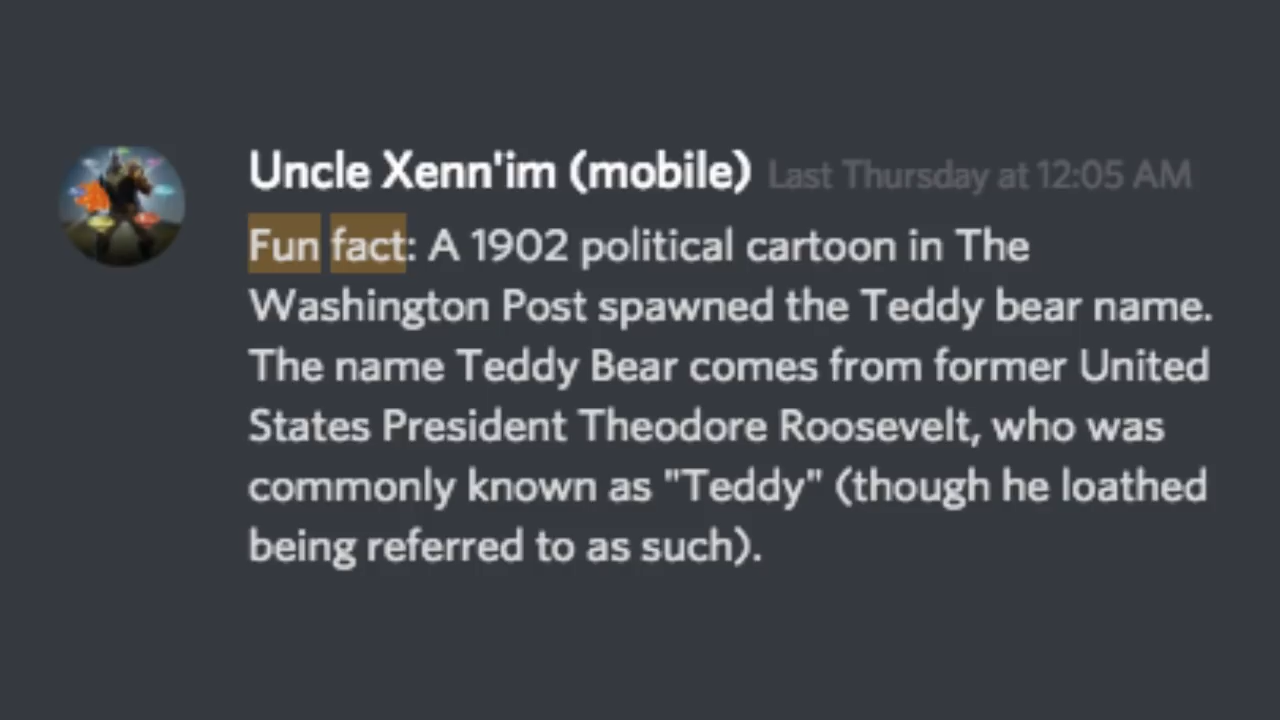 Uncle Xenn'im (mobile) Last Thursday at 12:05 AM
Fun fact: A 1902 political cartoon in The
Washington Post spawned the Teddy bear name.
The name Teddy Bear comes from former United
States President Theodore Roosevelt, who was
commonly known as "Teddy" (though he loathed
being referred to as such).